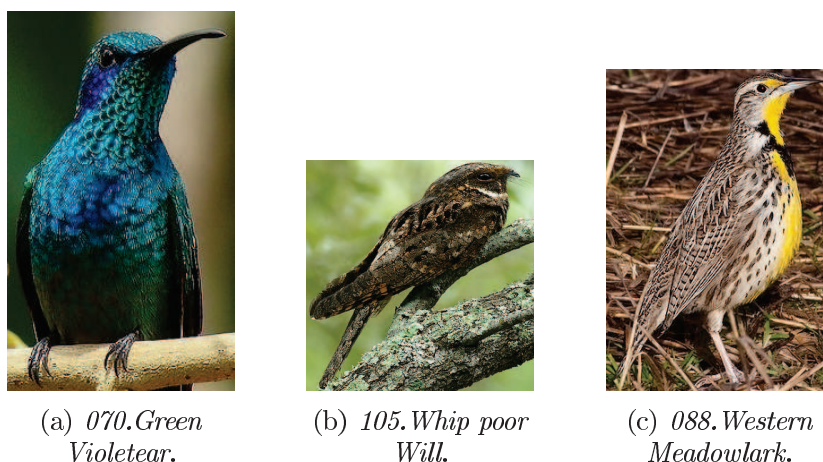 (a) 070.Green
Violetear.
(b) 105.Whip poor
Will.
(c) 088.Western
Meadowlark.